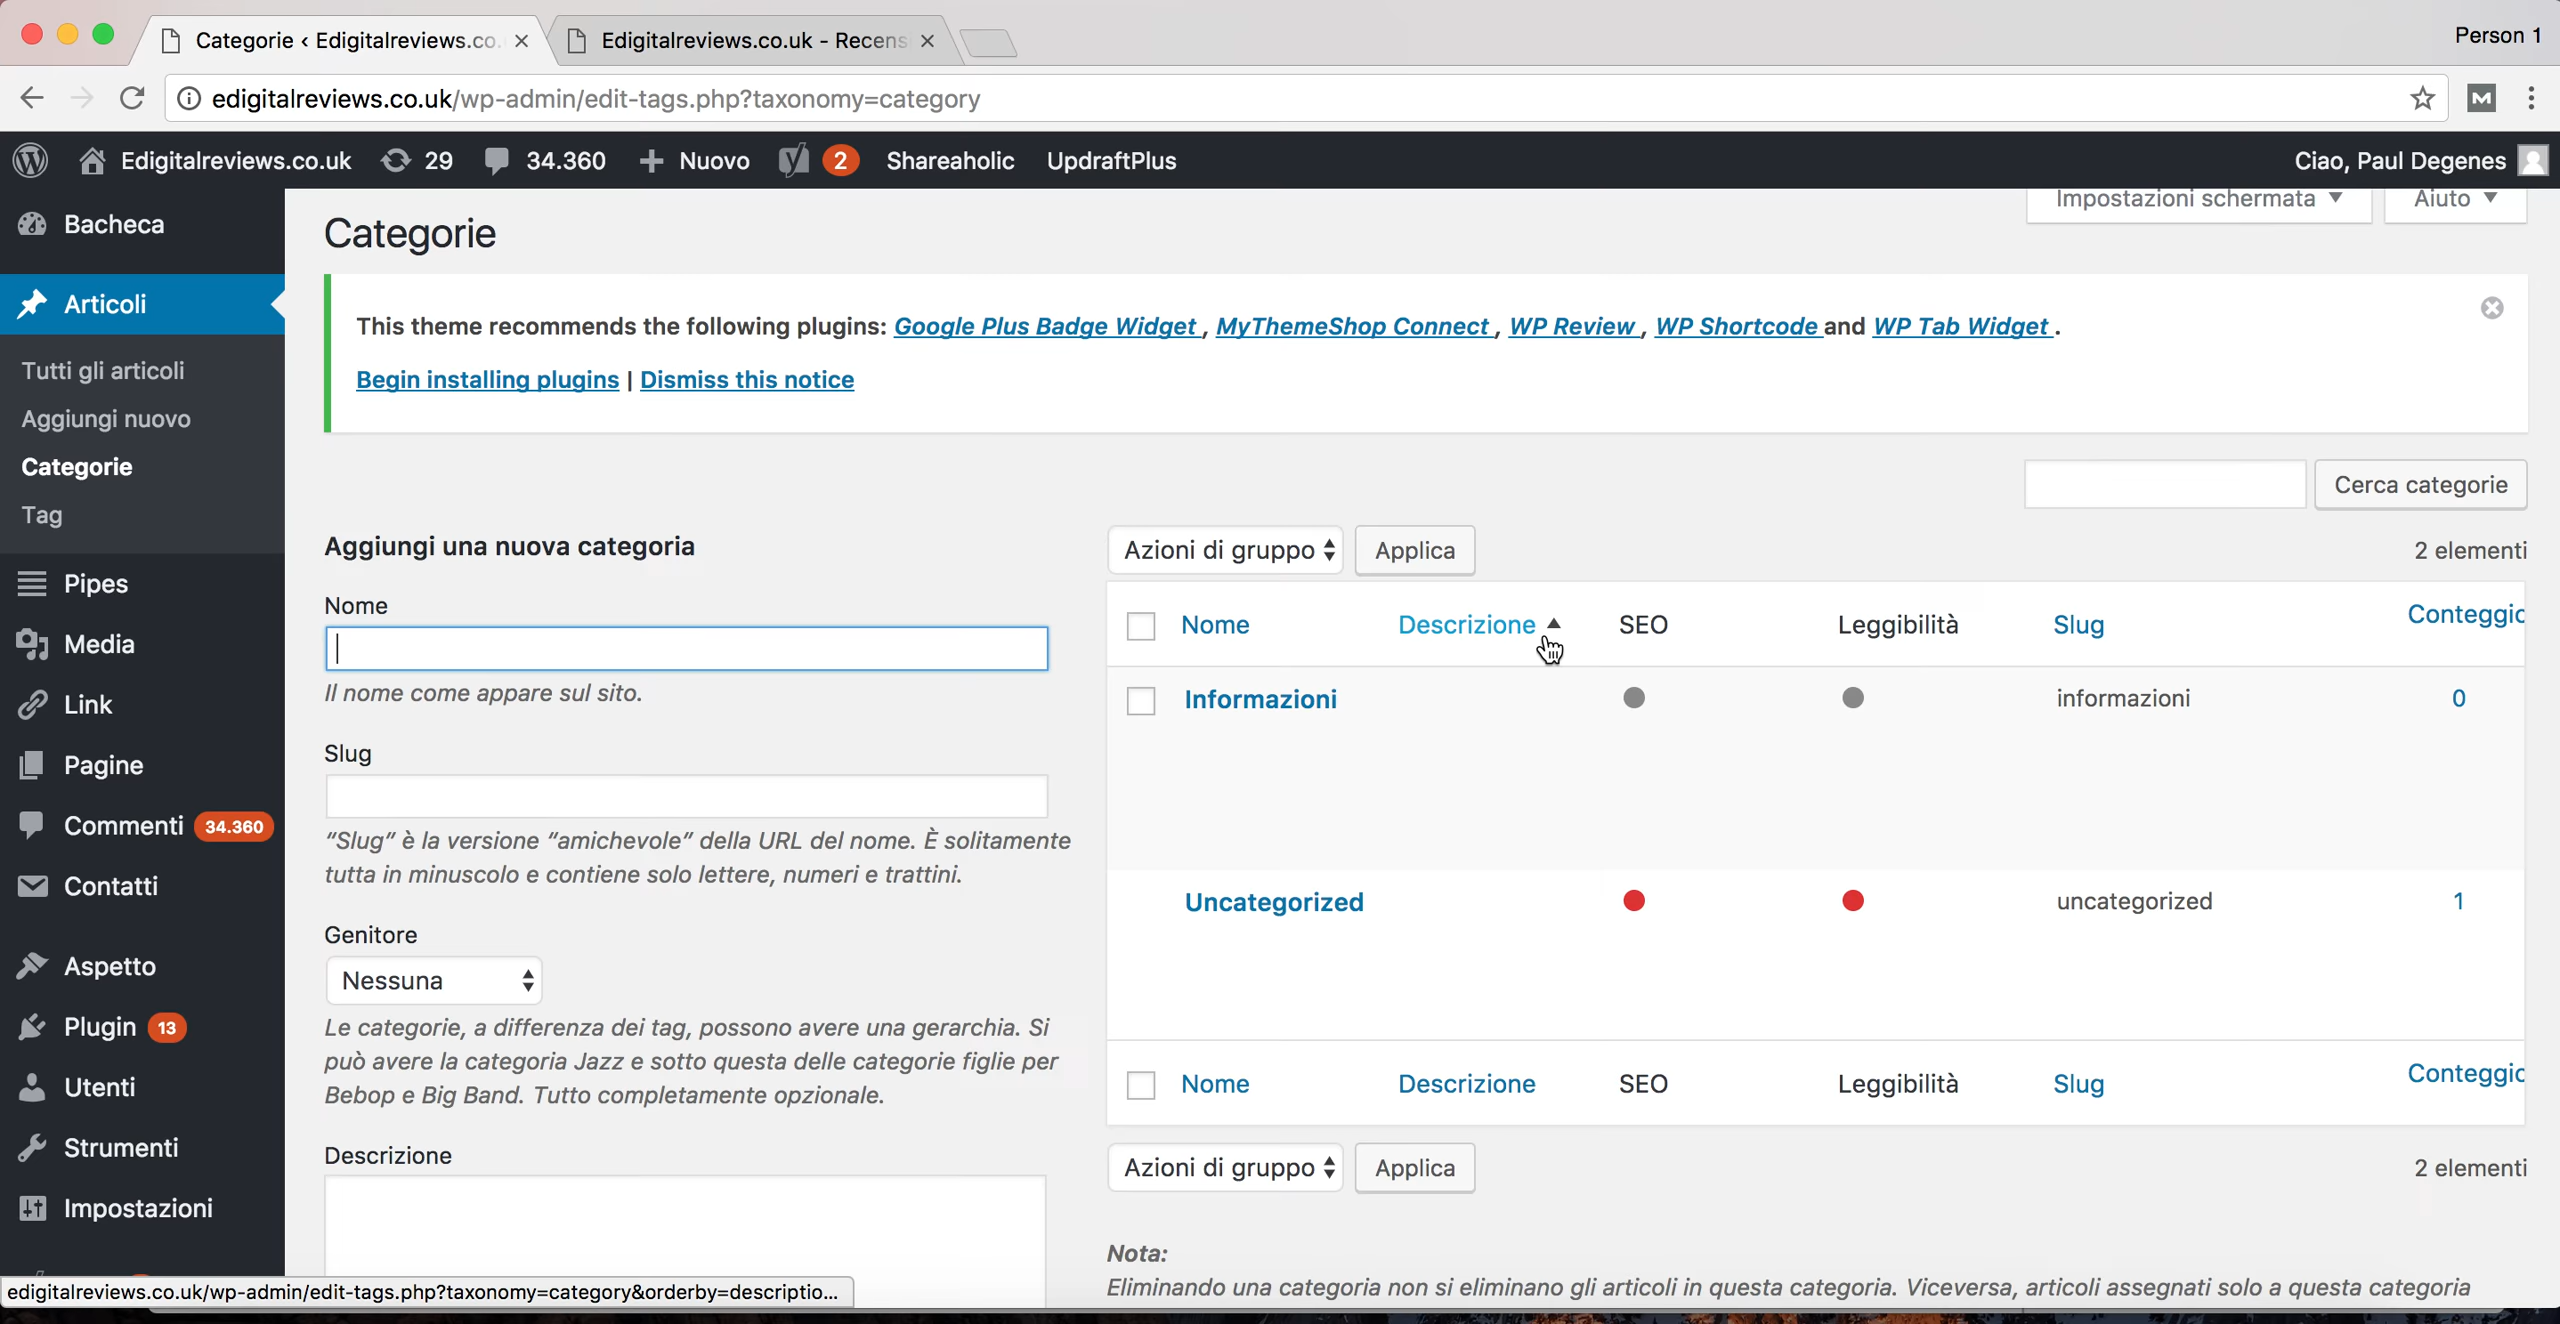 Categorie ‹ Edigitalreviews.co.
Edigitalreviews.co.uk - Recens
Person 1
edigitalreviews.co.uk/wp-admin/edit-tags.php?taxonomy=category
Edigitalreviews.co.uk 29 34.360 Nuovo 2 Shareaholic UpdraftPlus
Ciao, Paul Degenes
Impostazioni schermata
Aiuto
Bacheca
Articoli
Tutti gli articoli
Aggiungi nuovo
Categorie
Tag
Pipes
Media
Link
Pagine
Commenti 34.360
Contatti
Aspetto
Plugin 13
Utenti
Strumenti
Impostazioni
Categorie
This theme recommends the following plugins: Google Plus Badge Widget , MyThemeShop Connect , WP Review , WP Shortcode and WP Tab Widget .
Begin installing plugins | Dismiss this notice
Cerca categorie
Aggiungi una nuova categoria
Nome
Il nome come appare sul sito.
Slug
“Slug” è la versione “amichevole” della URL del nome. È solitamente
tutta in minuscolo e contiene solo lettere, numeri e trattini.
Genitore
Nessuna
Le categorie, a differenza dei tag, possono avere una gerarchia. Si
può avere la categoria Jazz e sotto questa delle categorie figlie per
Bebop e Big Band. Tutto completamente opzionale.
Descrizione
Azioni di gruppo Applica
2 elementi
Nome Descrizione SEO Leggibilità Slug Conteggio
Informazioni informazioni 0
Uncategorized uncategorized 1
Nome Descrizione SEO Leggibilità Slug Conteggio
Azioni di gruppo Applica
2 elementi
Nota:
Eliminando una categoria non si eliminano gli articoli in questa categoria. Viceversa, articoli assegnati solo a questa categoria
edigitalreviews.co.uk/wp-admin/edit-tags.php?taxonomy=category&orderby=descriptio...